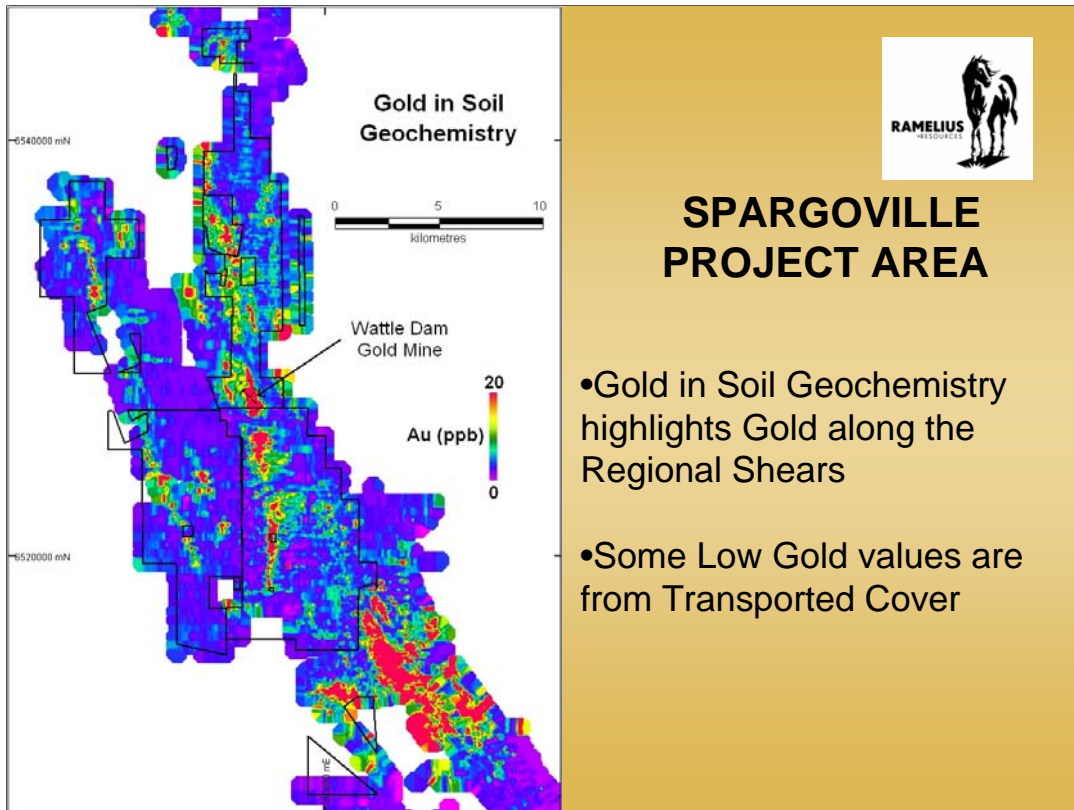 Gold in Soil
Geochemistry
6540000 mN
0 5 10
kilometres
Wattle Dam
Gold Mine
20
Au (ppb)
0
6520000 mN
RAMELIUS
RESOURCES
SPARGOVILLE
PROJECT AREA
•Gold in Soil Geochemistry
highlights Gold along the
Regional Shears
•Some Low Gold values are
from Transported Cover